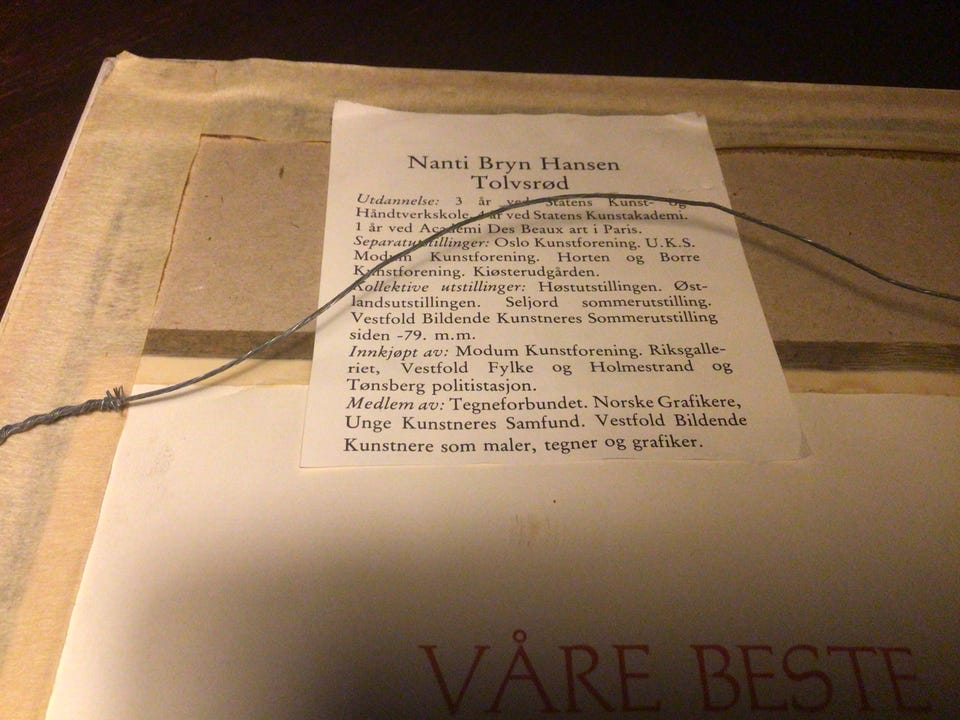 Nanti Bryn Hansen
Tolvsrød
Utdannelse: 3 år ved Statens Kunst- og
Håndtverkskole. 4 år ved Statens Kunstakademi.
1 år ved Academi Des Beaux art i Paris.
Separatutstillinger: Oslo Kunstforening. U.K.S.
Modum Kunstforening. Horten og Borre
Kunstforening. Kiøsterudgården.
Kollektive utstillinger: Høstutstillingen. Øst-
landsutstillingen. Seljord sommerutstilling.
Vestfold Bildende Kunstneres Sommerutstilling
siden -79. m.m.
Innkjøpt av: Modum Kunstforening. Riksgalle-
riet, Vestfold Fylke og Holmestrand og
Tønsberg politistasjon.
Medlem av: Tegneforbundet. Norske Grafikere,
Unge Kunstneres Samfund. Vestfold Bildende
Kunstnere som maler, tegner og grafiker.
VÅRE BESTE